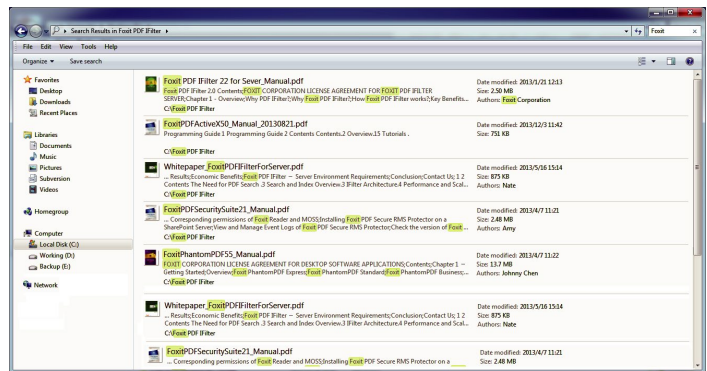 Search Results in Foxit PDF IFilter
Foxit
File Edit View Tools Help
Organize Save search
Favorites
Desktop
Downloads
Recent Places
Libraries
Documents
Music
Pictures
Subversion
Videos
Homegroup
Computer
Local Disk (C:)
Working (D:)
Backup (E:)
Network
Foxit PDF IFilter 22 for Sever_Manual.pdf
Foxit PDF IFilter 2.0 Contents;FOXIT CORPORATION LICENSE AGREEMENT FOR FOXIT PDF IFILTER
SERVER;Chapter 1 - Overview;Why PDF IFilter?;Why Foxit PDF IFilter?;How Foxit PDF IFilter works?;Key Benefits...
C:\Foxit PDF IFilter
Date modified: 2013/1/21 12:13
Size: 2.50 MB
Authors: Foxit Corporation
FoxitPDFActiveX50_Manual_20130821.pdf
Programming Guide 1 Programming Guide 2 Contents Contents.2 Overview.15 Tutorials .
C:\Foxit PDF IFilter
Date modified: 2013/12/3 11:42
Size: 751 KB
Whitepaper_FoxitPDFIFilterForServer.pdf
... Results;Economic Benefits;Foxit PDF IFilter – Server Environment Requirements;Conclusion;Contact Us; 1 2
Contents The Need for PDF Search .3 Search and Index Overview.3 IFilter Architecture.4 Performance and Scal...
C:\Foxit PDF IFilter
Date modified: 2013/5/16 15:14
Size: 875 KB
Authors: Nate
FoxitPDFSecuritySuite21_Manual.pdf
... Corresponding permissions of Foxit Reader and MOSS;Installing Foxit PDF Secure RMS Protector on a
SharePoint Server;View and Manage Event Logs of Foxit PDF Secure RMS Protector;Check the version of Foxit ...
C:\Foxit PDF IFilter
Date modified: 2013/4/7 11:21
Size: 2.48 MB
Authors: Amy
FoxitPhantomPDF55_Manual.pdf
FOXIT CORPORATION LICENSE AGREEMENT FOR DESKTOP SOFTWARE APPLICATIONS;Contents;Chapter 1 –
Getting Started;Overview;Foxit PhantomPDF Express;Foxit PhantomPDF Standard;Foxit PhantomPDF Business;...
C:\Foxit PDF IFilter
Date modified: 2013/4/7 11:22
Size: 13.7 MB
Authors: Johnny Chen
Whitepaper_FoxitPDFIFilterForServer.pdf
... Results;Economic Benefits;Foxit PDF IFilter – Server Environment Requirements;Conclusion;Contact Us; 1 2
Contents The Need for PDF Search .3 Search and Index Overview.3 IFilter Architecture.4 Performance and Scal...
C:\Foxit PDF IFilter
Date modified: 2013/5/16 15:14
Size: 875 KB
Authors: Nate
FoxitPDFSecuritySuite21_Manual.pdf
... Corresponding permissions of Foxit Reader and MOSS;Installing Foxit PDF Secure RMS Protector on a
Date modified: 2013/4/7 11:21
Size: 2.48 MB